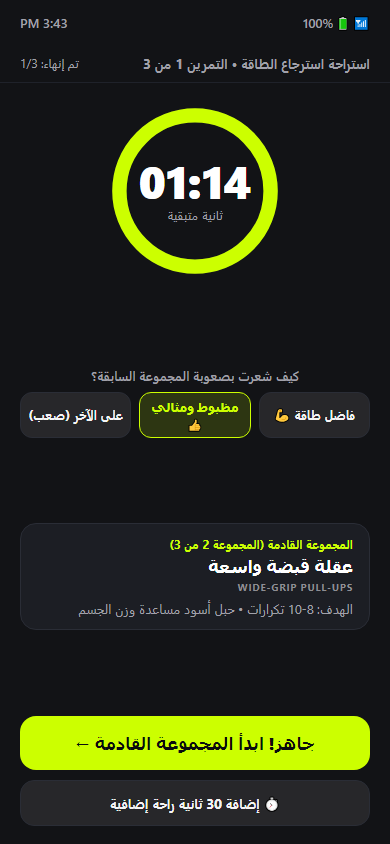 PM 3:43
100% 🔋 📶
استراحة استرجاع الطاقة • التمرين 1 من 3
تم إنهاء: 1/3
01:14
ثانية متبقية
كيف شعرت بصعوبة المجموعة السابقة؟
فاضل طاقة 💪
مظبوط ومثالي 👍
على الآخر (صعب)
المجموعة القادمة (المجموعة 2 من 3)
عقلة قبضة واسعة
WIDE-GRIP PULL-UPS
الهدف: 8-10 تكرارات • حبل أسود مساعدة وزن الجسم
جاهز! ابدأ المجموعة القادمة ←
⏱ إضافة 30 ثانية راحة إضافية